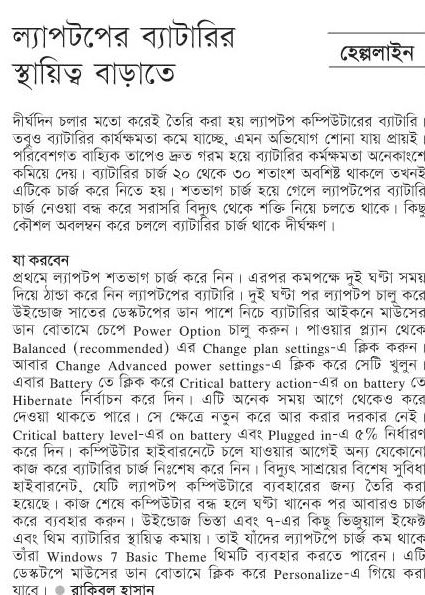 ল্যাপটপের ব্যাটারির
স্থায়িত্ব বাড়াতে
হেল্পলাইন
দীর্ঘদিন চলার মতো করেই তৈরি করা হয় ল্যাপটপ কম্পিউটারের ব্যাটারি।
তবুও ব্যাটারির কার্যক্ষমতা কমে যাচ্ছে, এমন অভিযোগ শোনা যায় প্রায়ই।
পরিবেশগত বাহ্যিক তাপেও দ্রুত গরম হয়ে ব্যাটারির কর্মক্ষমতা অনেকাংশে
কমিয়ে দেয়। ব্যাটারির চার্জ ২০ থেকে ৩০ শতাংশ অবশিষ্ট থাকলে তখনই
এটিকে চার্জ করে নিতে হয়। শতভাগ চার্জ হয়ে গেলে ল্যাপটপের ব্যাটারি
চার্জ নেওয়া বন্ধ করে সরাসরি বিদ্যুৎ থেকে শক্তি নিয়ে চলতে থাকে। কিছু
কৌশল অবলম্বন করে চললে ব্যাটারির চার্জ থাকে দীর্ঘক্ষণ।
যা করবেন
প্রথমে ল্যাপটপ শতভাগ চার্জ করে নিন। এরপর কমপক্ষে দুই ঘণ্টা সময়
দিয়ে ঠান্ডা করে নিন ল্যাপটপের ব্যাটারি। দুই ঘণ্টা পর ল্যাপটপ চালু করে
উইন্ডোজ সাতের ডেস্কটপের ডান পাশে নিচে ব্যাটারির আইকনে মাউসের
ডান বোতামে চেপে Power Option চালু করুন। পাওয়ার প্ল্যান থেকে
Balanced (recommended) এর Change plan settings-এ ক্লিক করুন।
আবার Change Advanced power settings-এ ক্লিক করে সেটি খুলুন।
এবার Battery তে ক্লিক করে Critical battery action-এর on battery তে
Hibernate নির্বাচন করে দিন। এটি অনেক সময় আগে থেকেও করে
দেওয়া থাকতে পারে। সে ক্ষেত্রে নতুন করে আর করার দরকার নেই।
Critical battery level-এর on battery এবং Plugged in-এ ৫% নির্ধারণ
করে দিন। কম্পিউটার হাইবারনেটে চলে যাওয়ার আগেই অন্য যেকোনো
কাজ করে ব্যাটারির চার্জ নিঃশেষ করে নিন। বিদ্যুৎ সাশ্রয়ের বিশেষ সুবিধা
হাইবারনেট, যেটি ল্যাপটপ কম্পিউটারে ব্যবহারের জন্য তৈরি করা
হয়েছে। কাজ শেষে কম্পিউটার বন্ধ হলে ঘণ্টা খানেক পর আবারও চার্জ
করে ব্যবহার করুন। উইন্ডোজ ভিস্তা এবং ৭-এর কিছু ভিজুয়াল ইফেক্ট
এবং থিম ব্যাটারির স্থায়িত্ব কমায়। তাই যাঁদের ল্যাপটপে চার্জ কম থাকে
তাঁরা Windows 7 Basic Theme থিমটি ব্যবহার করতে পারেন। এটি
ডেস্কটপে মাউসের ডান বোতামে ক্লিক করে Personalize-এ গিয়ে করা
যাবে। ● রাকিবুল হাসান